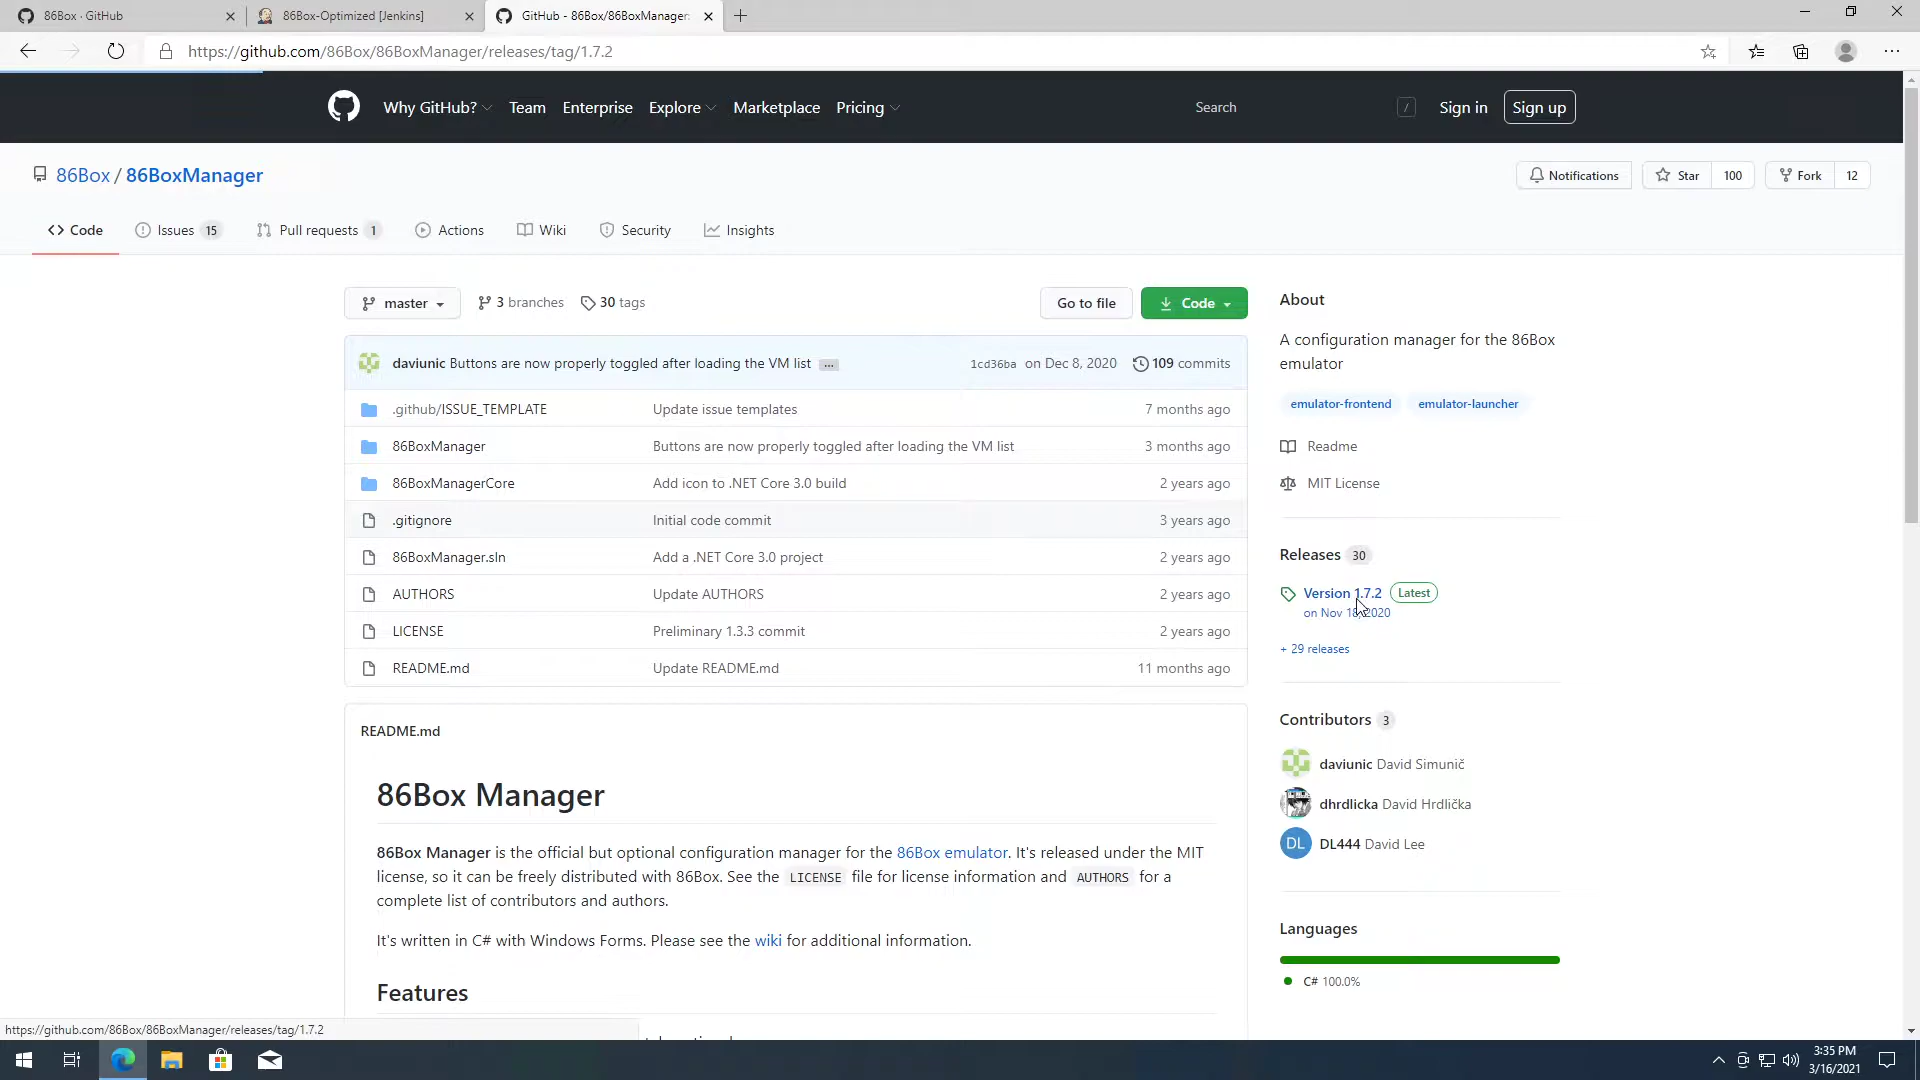 86Box · GitHub
86Box-Optimized [Jenkins]
GitHub - 86Box/86BoxManager:
https://github.com/86Box/86BoxManager/releases/tag/1.7.2
Why GitHub?
Team
Enterprise
Explore
Marketplace
Pricing
Search
/
Sign in
Sign up
86Box / 86BoxManager
Notifications
Star 100
Fork 12
Code
Issues 15
Pull requests 1
Actions
Wiki
Security
Insights
master
3 branches
30 tags
Go to file
Code
About
A configuration manager for the 86Box
emulator
emulator-frontend
emulator-launcher
Readme
MIT License
daviunic Buttons are now properly toggled after loading the VM list ... 1cd36ba on Dec 8, 2020 109 commits
.github/ISSUE_TEMPLATE Update issue templates 7 months ago
86BoxManager Buttons are now properly toggled after loading the VM list 3 months ago
86BoxManagerCore Add icon to .NET Core 3.0 build 2 years ago
.gitignore Initial code commit 3 years ago
86BoxManager.sln Add a .NET Core 3.0 project 2 years ago
AUTHORS Update AUTHORS 2 years ago
LICENSE Preliminary 1.3.3 commit 2 years ago
README.md Update README.md 11 months ago
Releases 30
Version 1.7.2 Latest
on Nov 18, 2020
+ 29 releases
Contributors 3
daviunic David Simunič
dhrdlicka David Hrdlička
DL DL444 David Lee
Languages
C# 100.0%
README.md
86Box Manager
86Box Manager is the official but optional configuration manager for the 86Box emulator. It's released under the MIT
license, so it can be freely distributed with 86Box. See the LICENSE file for license information and AUTHORS for a
complete list of contributors and authors.
It's written in C# with Windows Forms. Please see the wiki for additional information.
Features
https://github.com/86Box/86BoxManager/releases/tag/1.7.2
3:35 PM
3/16/2021